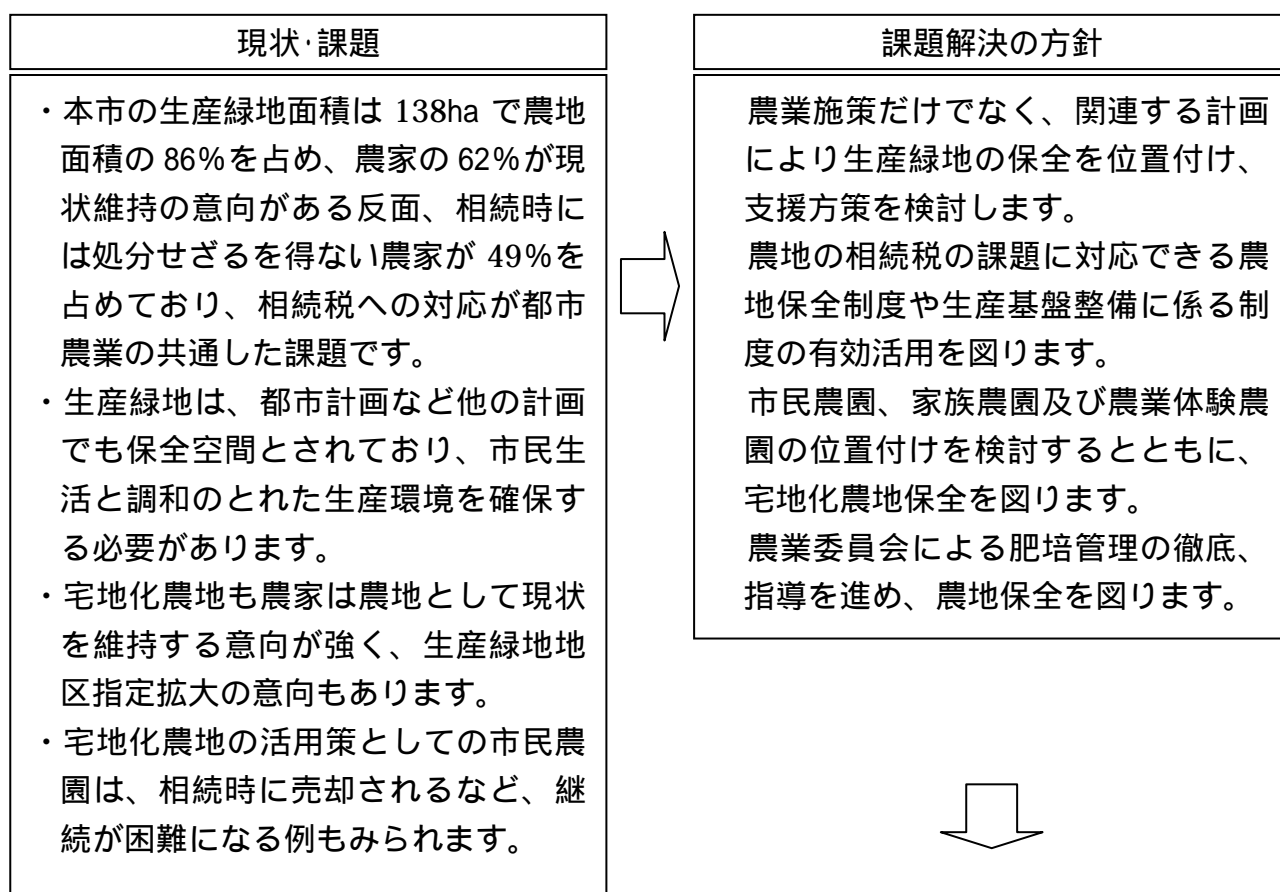 現状・課題
・本市の生産緑地面積は 138ha で農地
面積の 86％を占め、農家の 62％が現
状維持の意向がある反面、相続時に
は処分せざるを得ない農家が 49％を
占めており、相続税への対応が都市
農業の共通した課題です。
・生産緑地は、都市計画など他の計画
でも保全空間とされており、市民生
活と調和のとれた生産環境を確保す
る必要があります。
・宅地化農地も農家は農地として現状
を維持する意向が強く、生産緑地地
区指定拡大の意向もあります。
・宅地化農地の活用策としての市民農
園は、相続時に売却されるなど、継
続が困難になる例もみられます。
課題解決の方針
農業施策だけでなく、関連する計画
により生産緑地の保全を位置付け、
支援方策を検討します。
農地の相続税の課題に対応できる農
地保全制度や生産基盤整備に係る制
度の有効活用を図ります。
市民農園、家族農園及び農業体験農
園の位置付けを検討するとともに、
宅地化農地保全を図ります。
農業委員会による肥培管理の徹底、
指導を進め、農地保全を図ります。